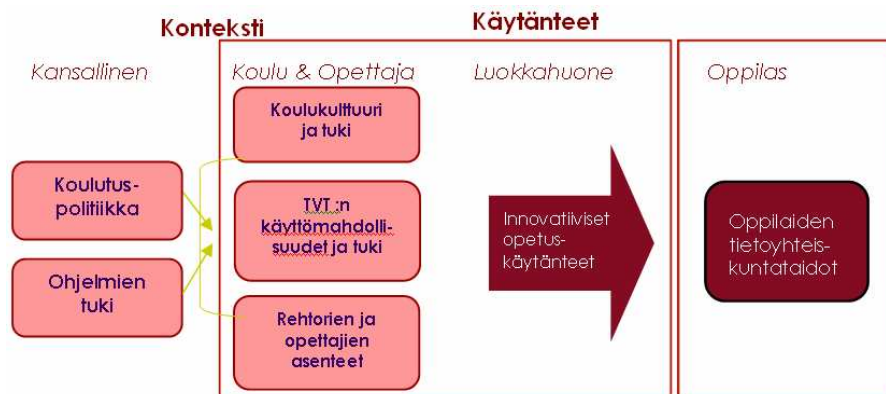 Konteksti
Käytänteet
Kansallinen
Koulu & Opettaja
Luokkahuone
Oppilas
Koulutus-
politiikka
Ohjelmien
tuki
Koulukulttuuri
ja tuki
TVT :n
käyttömahdolli-
suudet ja tuki
Rehtorien ja
opettajien
asenteet
Innovatiiviset
opetus-
käytänteet
Oppilaiden
tietoyhteis-
kuntataidot